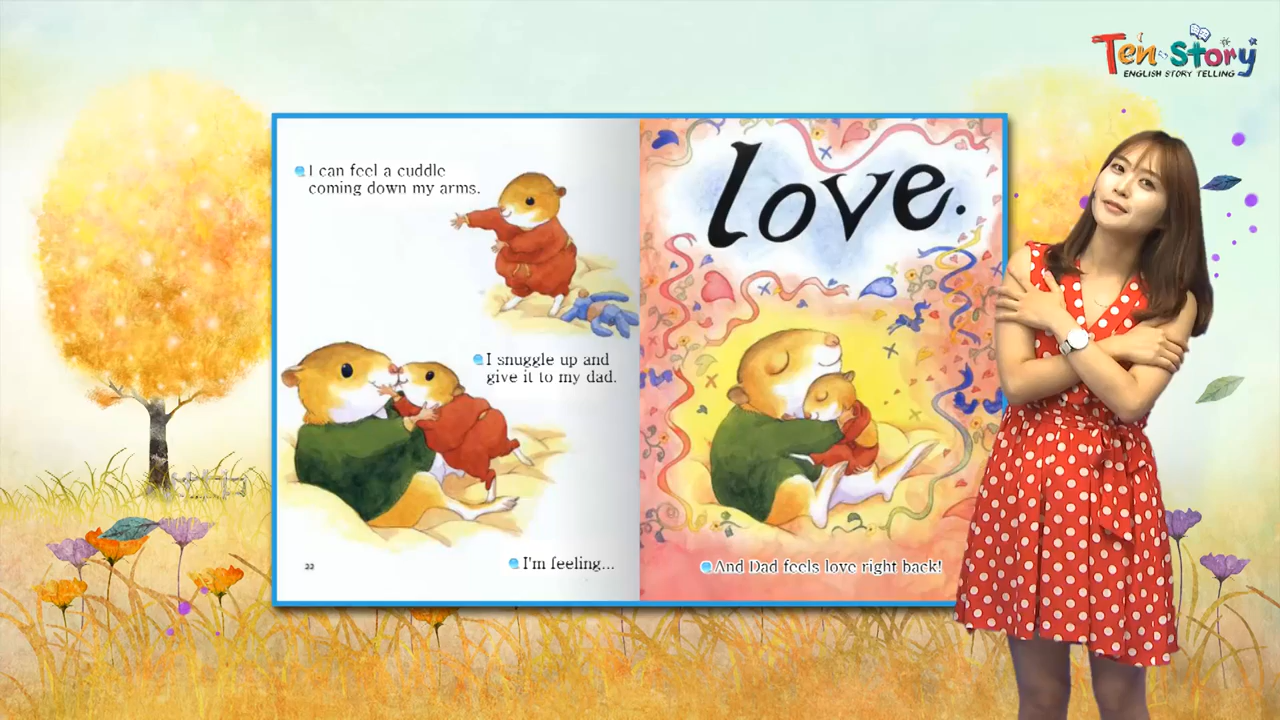 Ten-Story
ENGLISH STORY TELLING
I can feel a cuddle
coming down my arms.
I snuggle up and
give it to my dad.
I'm feeling...
22
love.
And Dad feels love right back!